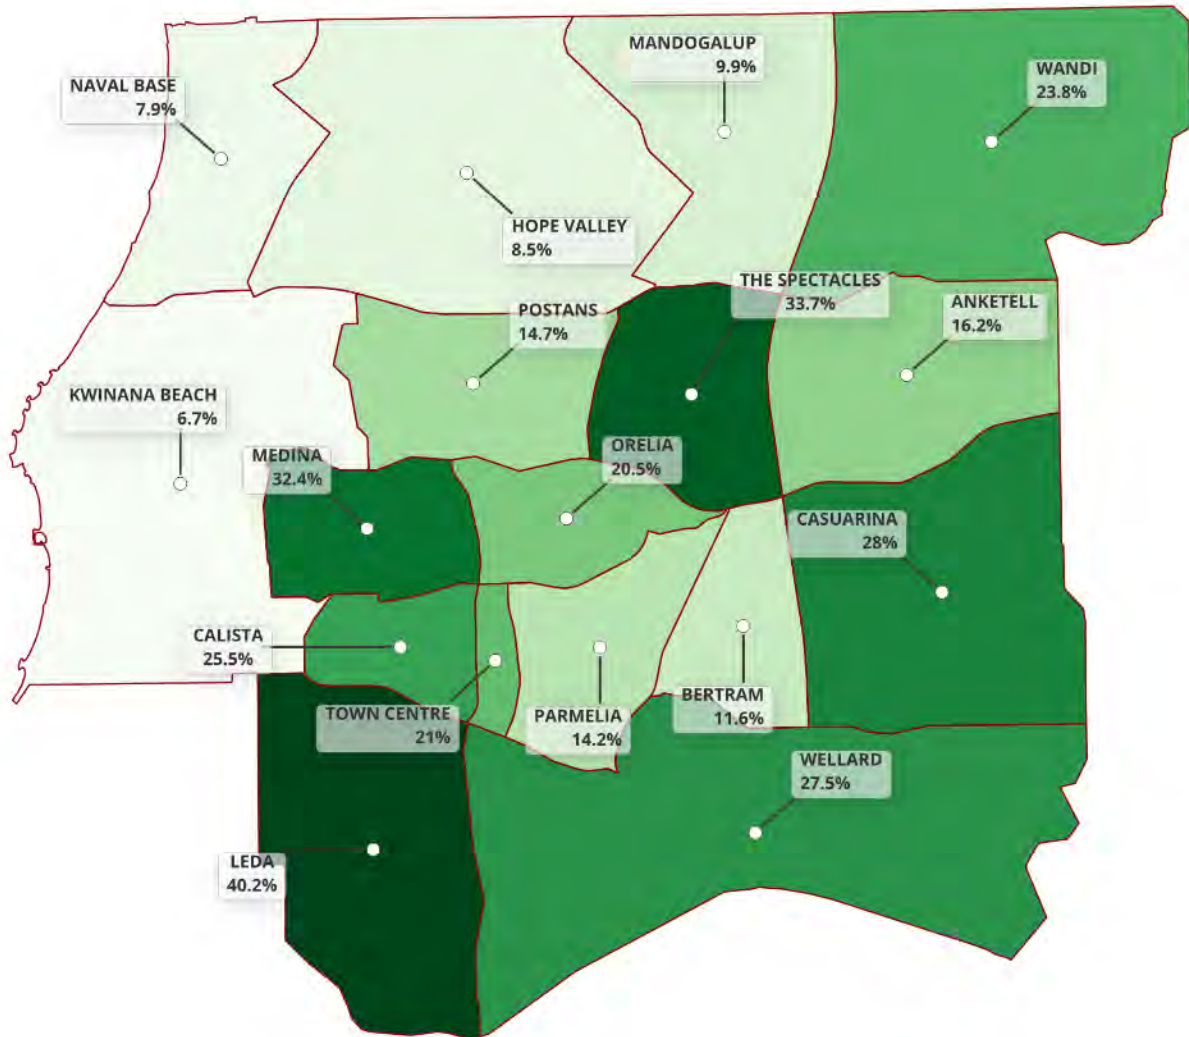 MANDOGALUP
9.9%
WANDI
23.8%
NAVAL BASE
7.9%
HOPE VALLEY
8.5%
THE SPECTACLES
33.7%
POSTANS
14.7%
ANKETELL
16.2%
KWINANA BEACH
6.7%
MEDINA
32.4%
ORELIA
20.5%
CASUARINA
28%
CALISTA
25.5%
TOWN CENTRE
21%
PARMELIA
14.2%
BERTRAM
11.6%
WELLARD
27.5%
LEDA
40.2%